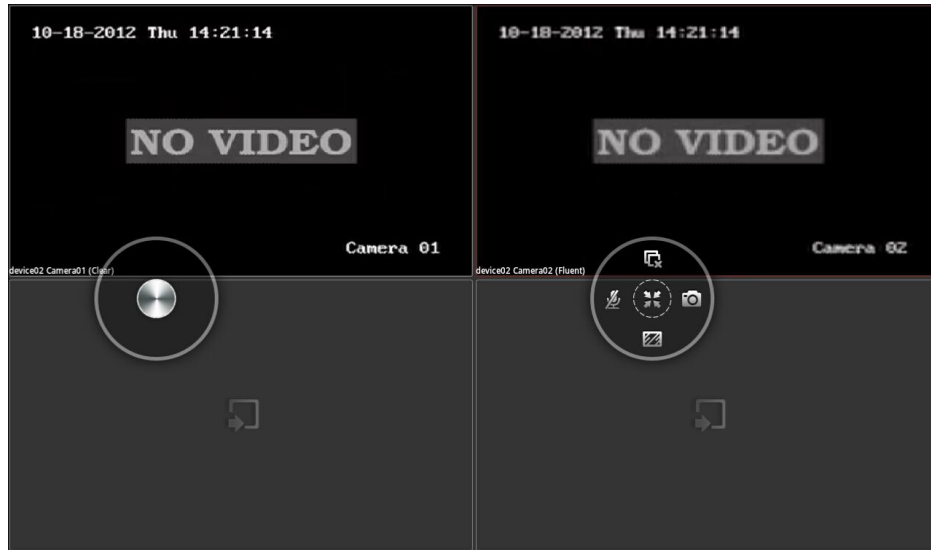 10-18-2012 Thu 14:21:14
NO VIDEO
Camera 01
device02 Camera01 (Clear)
10-18-2012 Thu 14:21:14
NO VIDEO
Camera 02
device02 Camera02 (Fluent)